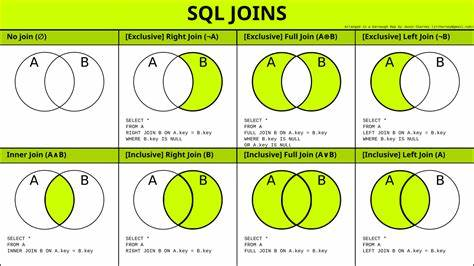 SQL JOINS
Arranged in a Karnaugh Map By Jason Charney
No join (∅)
A B
[Exclusive] Right Join (¬A)
A B
SELECT *
FROM A
RIGHT JOIN B ON A.key = B.key
WHERE B.key IS NULL
[Exclusive] Full Join (A⊕B)
A B
SELECT *
FROM A
FULL JOIN B ON A.key = B.key
WHERE B.key IS NULL
OR A.key IS NULL
[Exclusive] Left Join (¬B)
A B
SELECT *
FROM A
LEFT JOIN B ON A.key = B.key
WHERE B.key IS NULL
Inner Join (A∧B)
A B
SELECT *
FROM A
INNER JOIN B ON A.key = B.key
[Inclusive] Right Join (B)
A B
SELECT *
FROM A
RIGHT JOIN B ON A.key = B.key
[Inclusive] Full Join (A∨B)
A B
SELECT *
FROM A
FULL JOIN B ON A.key = B.key
[Inclusive] Left Join (A)
A B
SELECT *
FROM A
LEFT JOIN B ON A.key = B.key